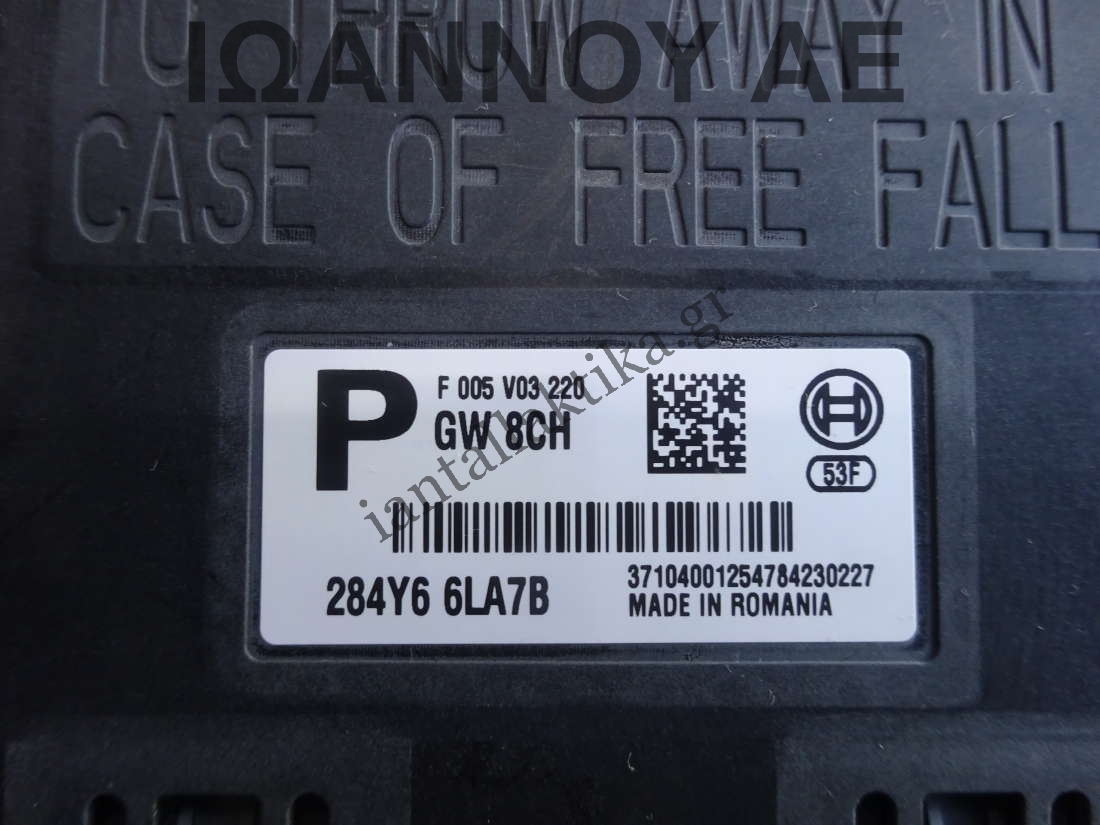 TO THROW AWAY IN
ΙΩΑΝΝΟΥ ΑΕ
CASE OF FREE FALL
P
F 005 V03 220
GW 8CH
53F
iantallaktika.gr
284Y6 6LA7B
37104001254784230227
MADE IN ROMANIA